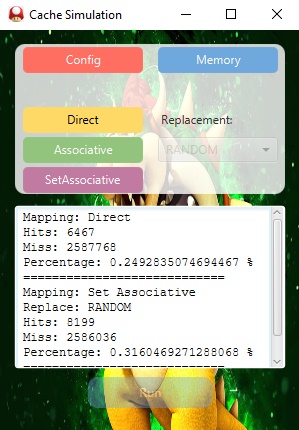 Cache Simulation
Config
Memory
Direct
Replacement:
Associative
RANDOM
SetAssociative
Mapping: Direct
Hits: 6467
Miss: 2587768
Percentage: 0.2492835074694467 %
============================
Mapping: Set Associative
Replace: RANDOM
Hits: 8199
Miss: 2586036
Percentage: 0.3160469271288068 %
============================
Run